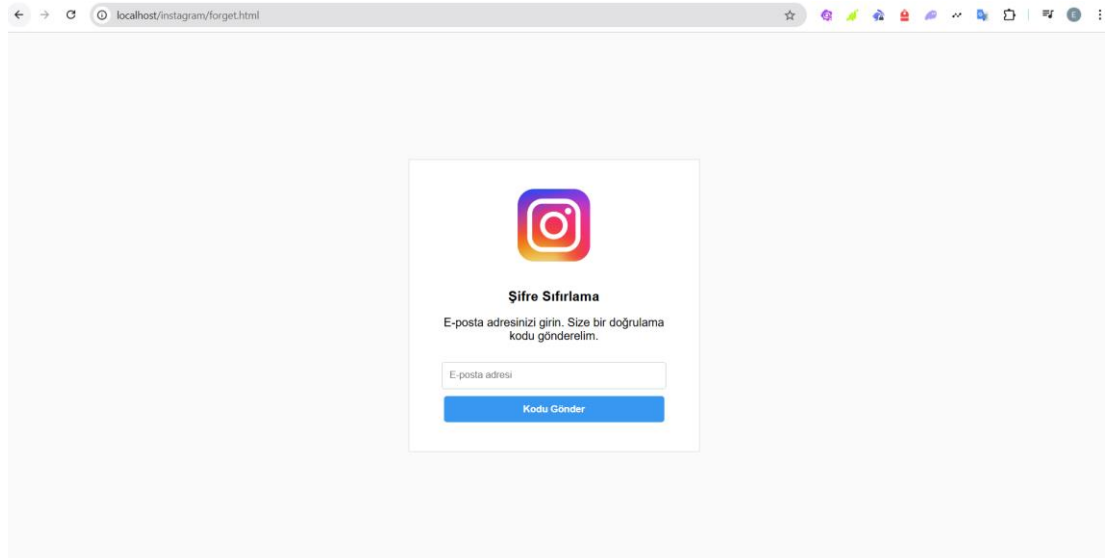 localhost/instagram/forget.html
E
Şifre Sıfırlama
E-posta adresinizi girin. Size bir doğrulama
kodu gönderelim.
E-posta adresi
Kodu Gönder